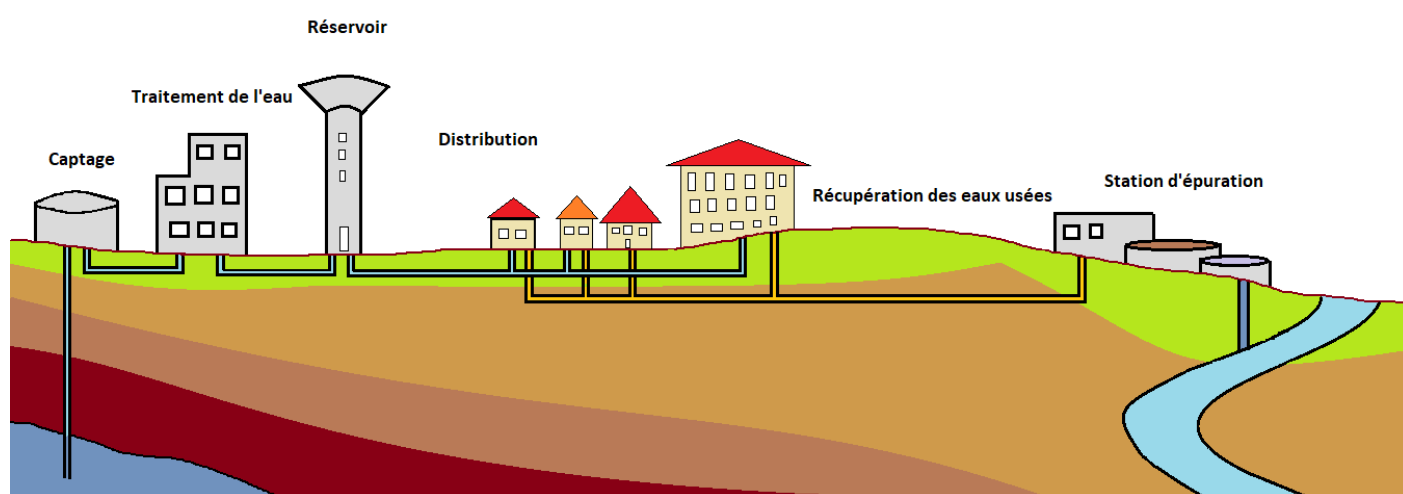 Réservoir
Traitement de l'eau
Captage
Distribution
Récupération des eaux usées
Station d'épuration